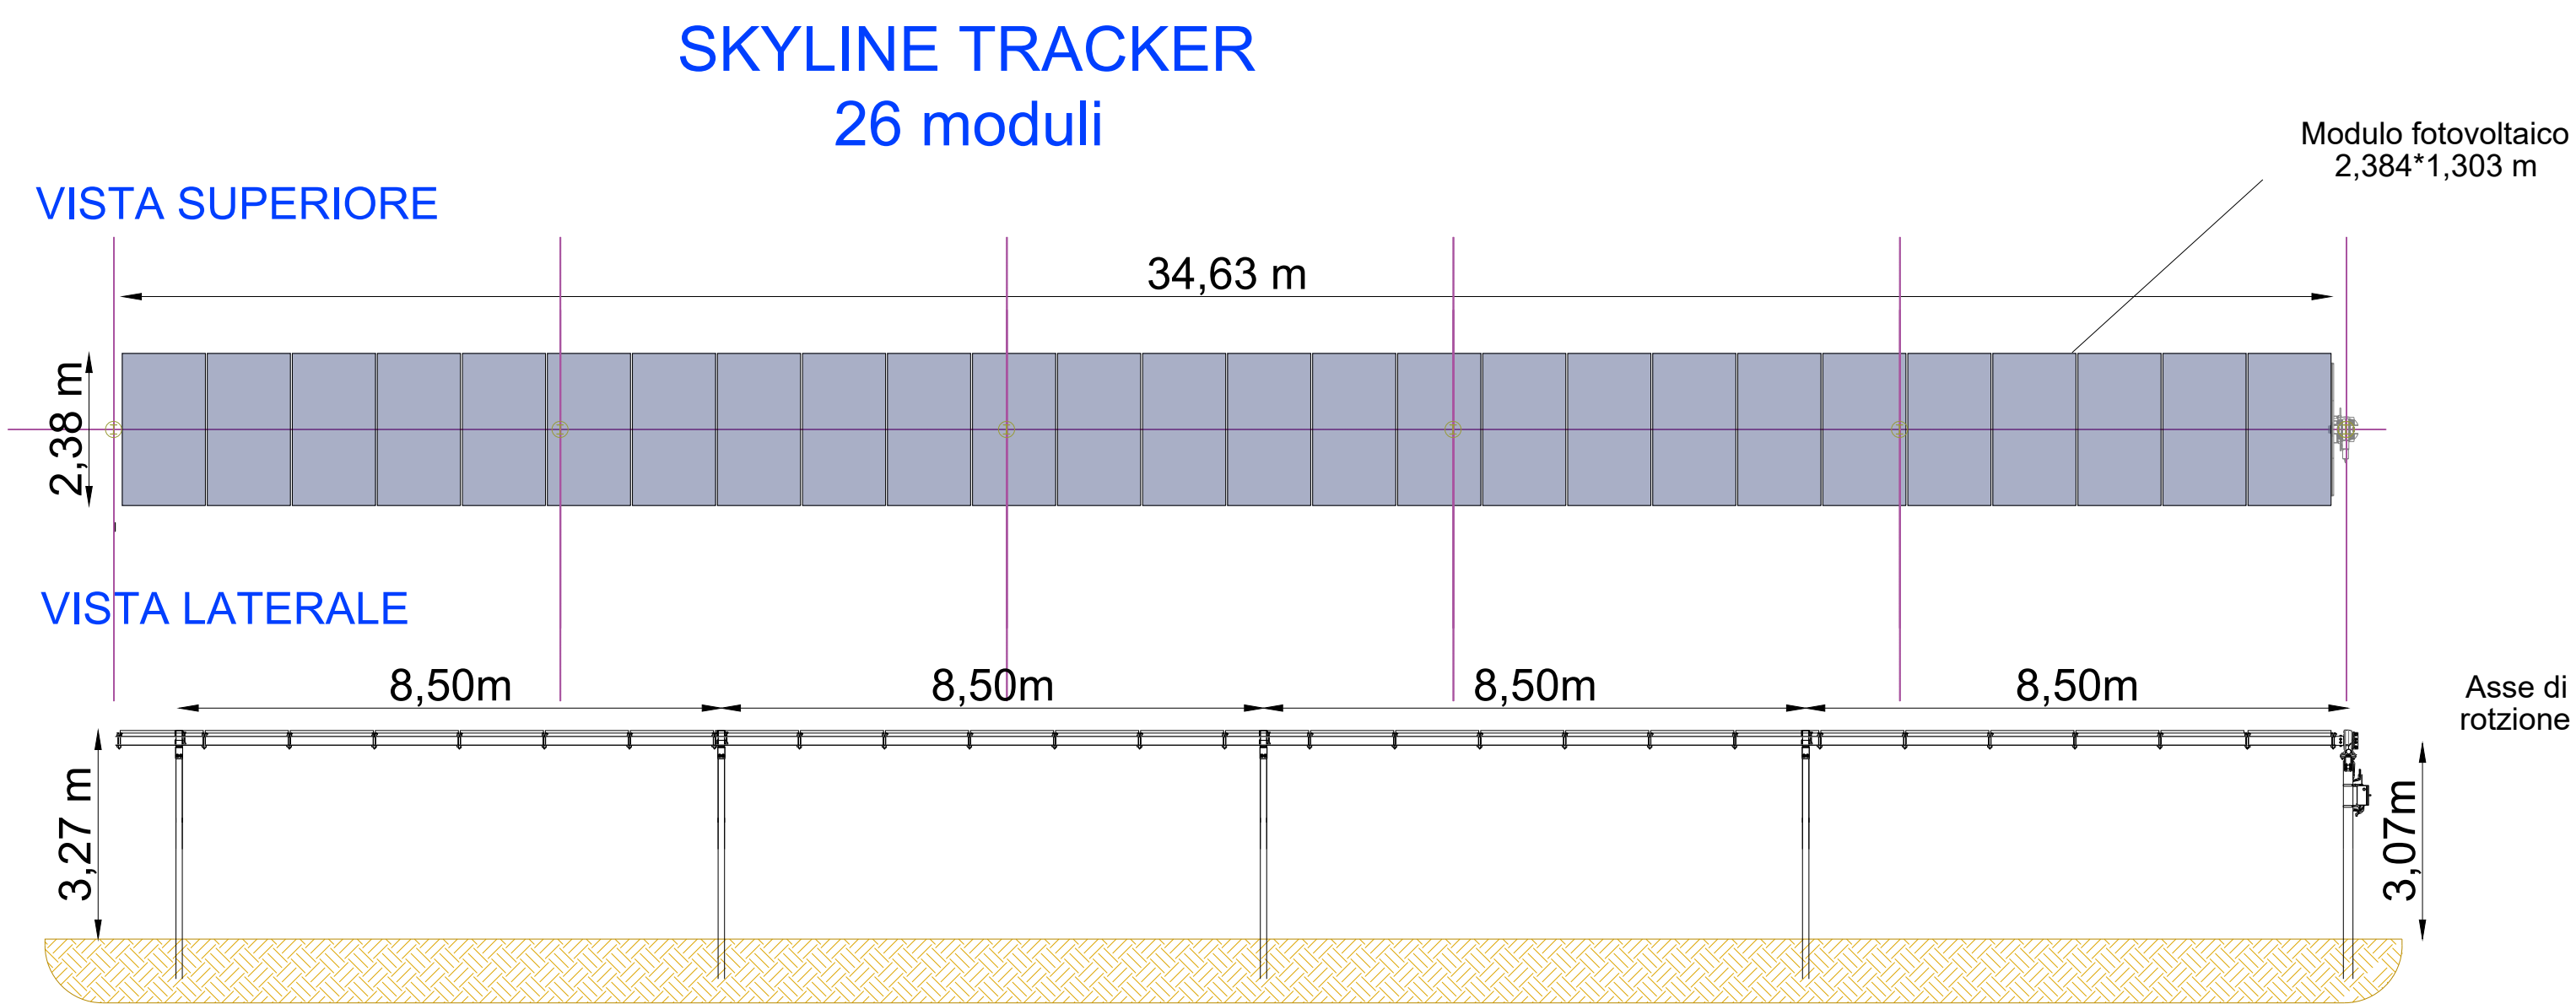 SKYLINE TRACKER
26 moduli
Modulo fotovoltaico
2,384*1,303 m
VISTA SUPERIORE
34,63 m
2,38 m
VISTA LATERALE
8,50m
8,50m
8,50m
8,50m
Asse di
rotzione
3,27 m
3,07m